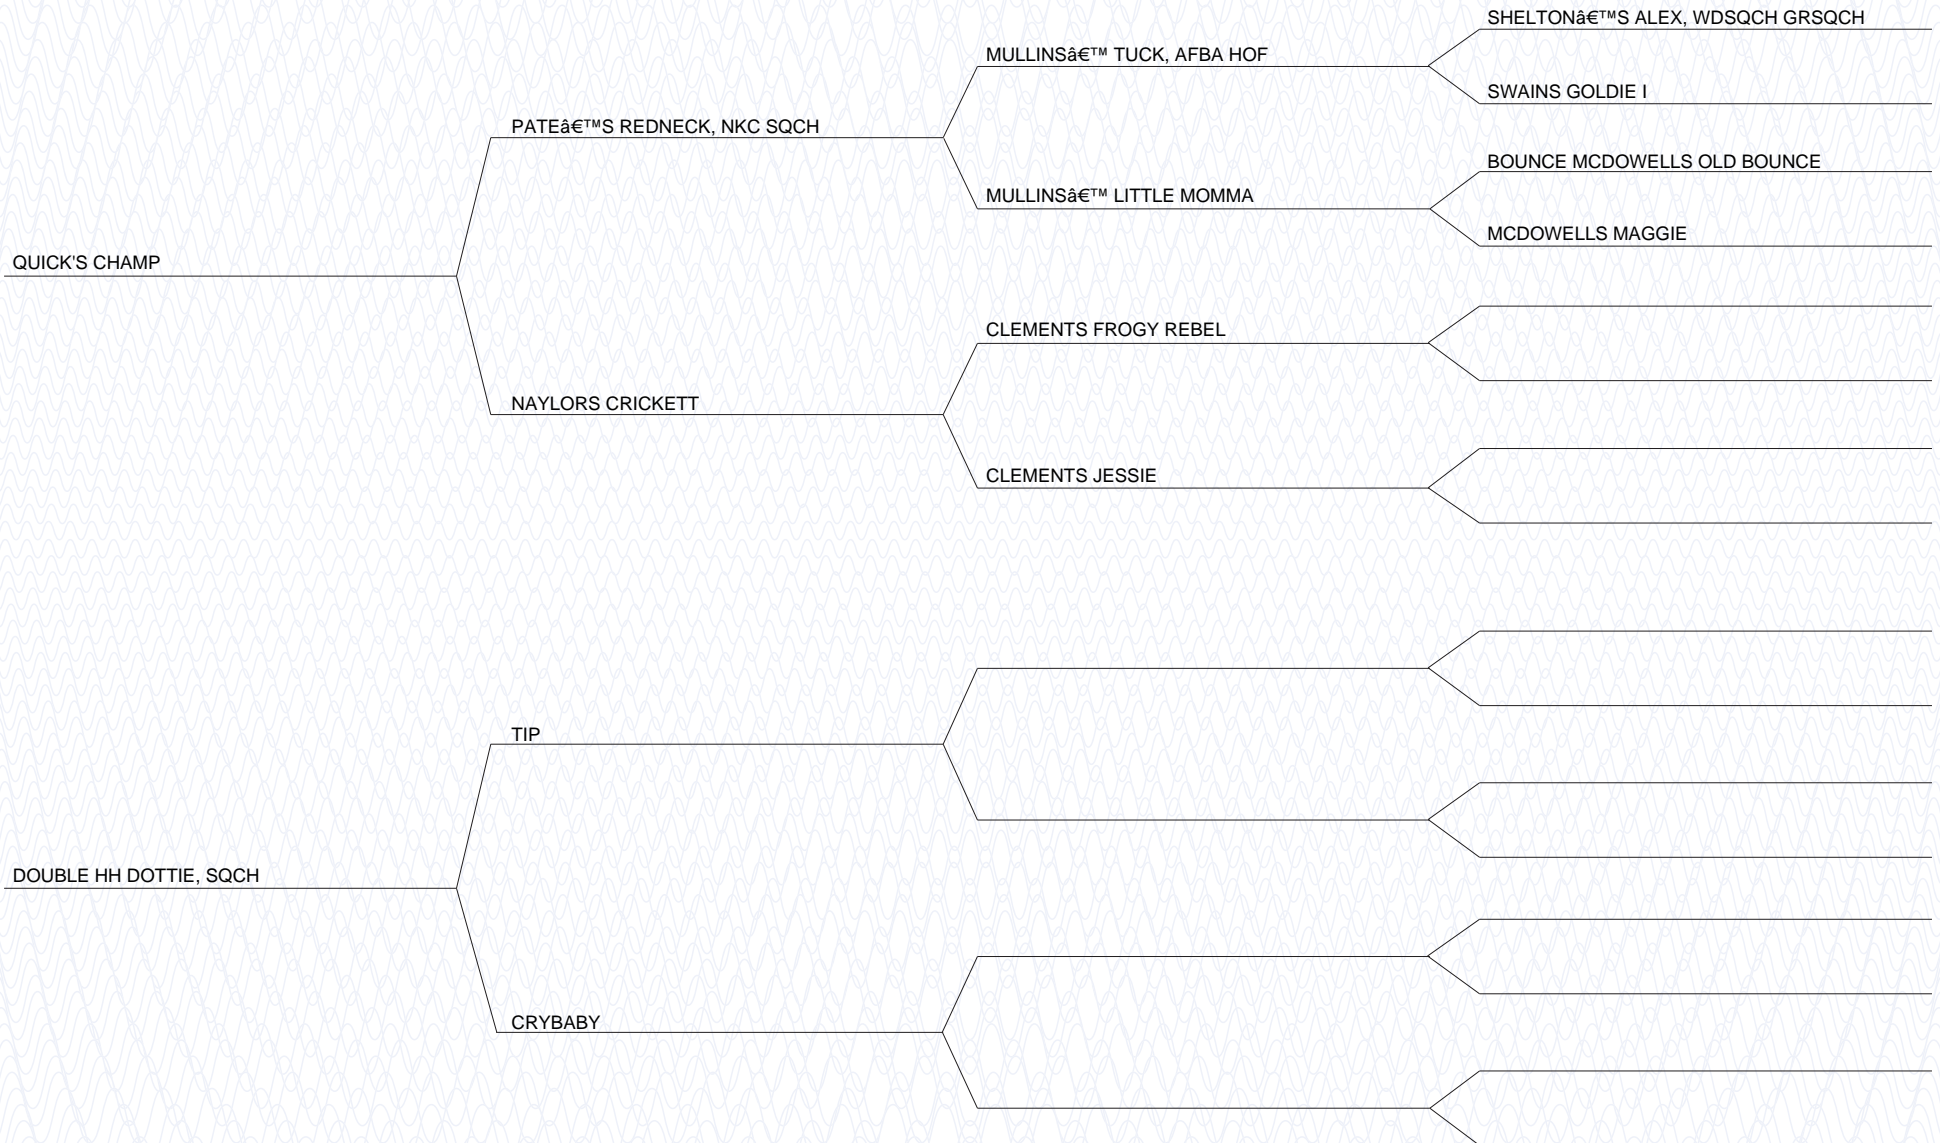 SHELTONâ€™S ALEX, WDSQCH GRSQCH
MULLINSâ€™ TUCK, AFBA HOF
SWAINS GOLDIE I
PATEâ€™S REDNECK, NKC SQCH
BOUNCE MCDOWELLS OLD BOUNCE
MULLINSâ€™ LITTLE MOMMA
MCDOWELLS MAGGIE
QUICK'S CHAMP
CLEMENTS FROGY REBEL
NAYLORS CRICKETT
CLEMENTS JESSIE
TIP
DOUBLE HH DOTTIE, SQCH
CRYBABY